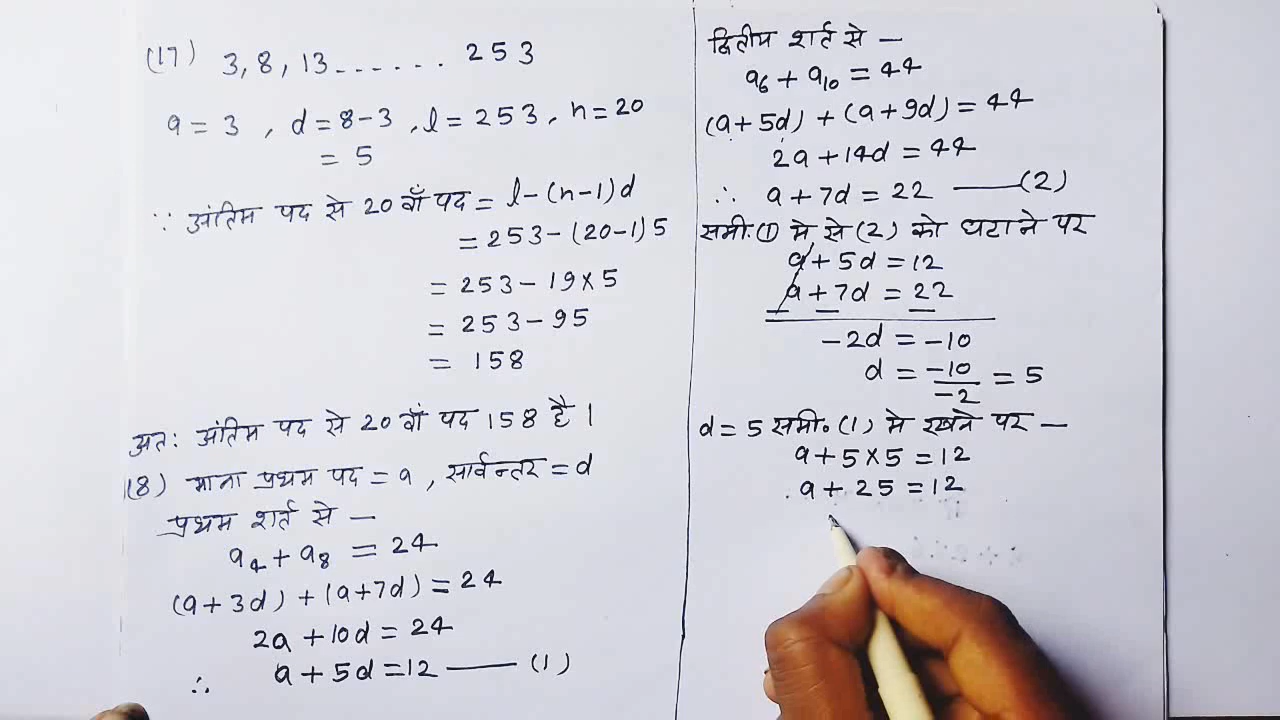 (17) 3, 8, 13 ...... 253
a = 3 , d = 8-3 , l = 253, n = 20
= 5
∵ अंतिम पद से 20 वाँ पद = l-(n-1)d
= 253-(20-1)5
= 253-19×5
= 253-95
= 158
अतः अंतिम पद से 20 वाँ पद 158 है ।
(18) माना प्रथम पद = a , सार्वन्तर = d
प्रथम शर्त से —
a₄ + a₈ = 24
(a+3d) + (a+7d) = 24
2a + 10d = 24
∴ a + 5d = 12 —— (1)
द्वितीय शर्त से —
a₆ + a₁₀ = 44
(a+5d) + (a+9d) = 44
2a + 14d = 44
∴ a + 7d = 22 ——(2)
समी. ① मे से (2) को घटाने पर
a + 5d = 12
a + 7d = 22
— — —
-2d = -10
d = -10/-2 = 5
d = 5 समी. (1) मे रखने पर —
a + 5×5 = 12
a + 25 = 12